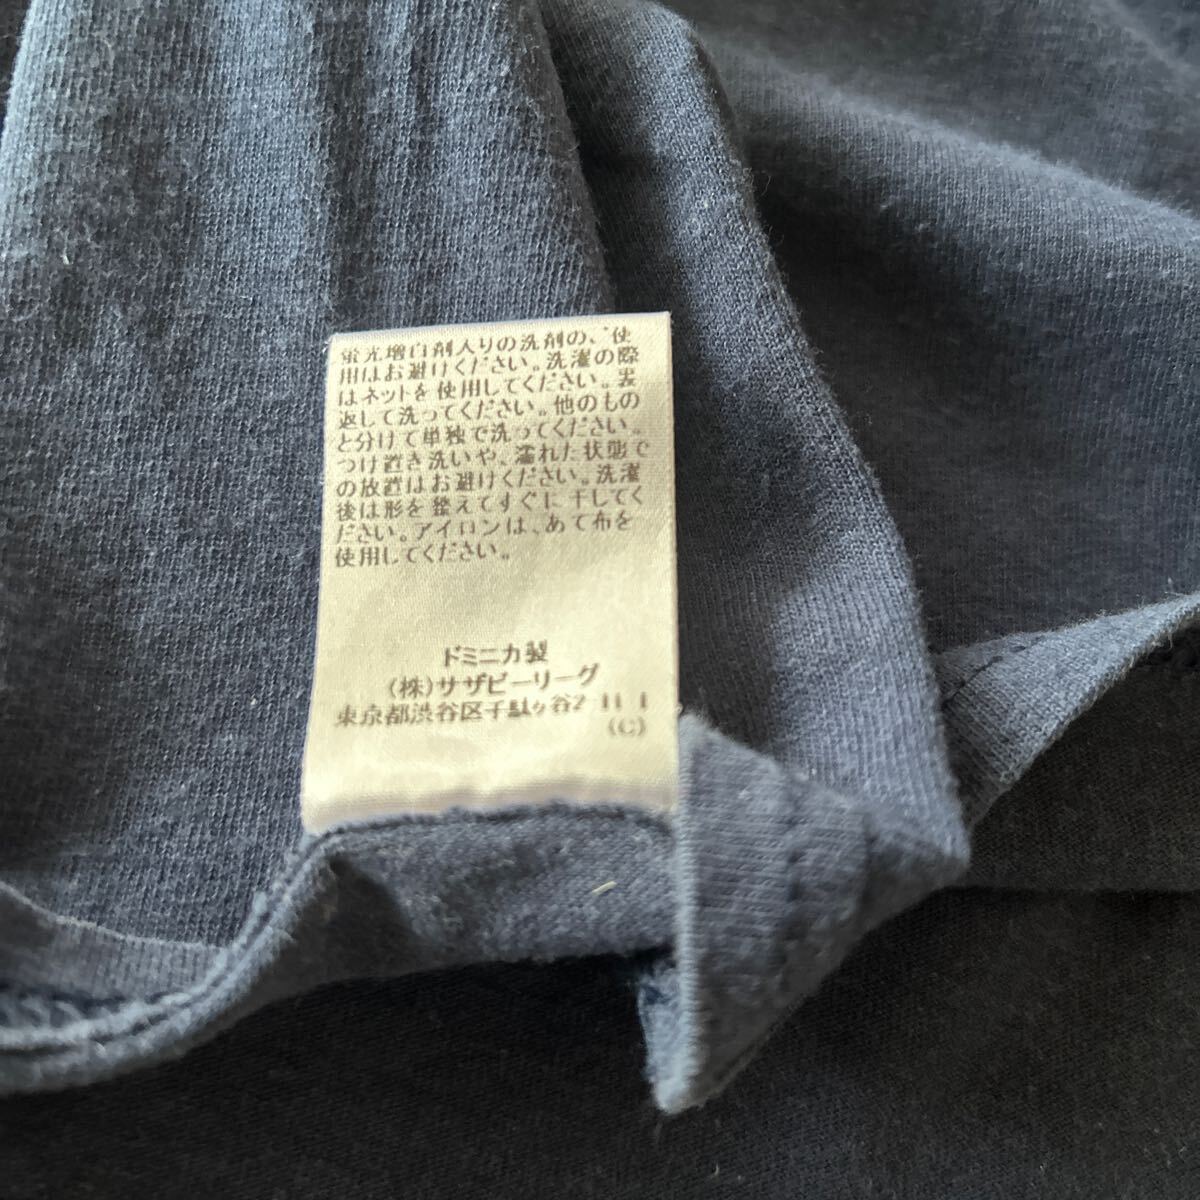 蛍光増白剤入りの洗剤の、ご使
用はお避けください。洗濯の際
はネットを使用してください。裏
返して洗ってください。他のもの
と分けて単独で洗ってください。
つけ置き洗いや、濡れた状態で
の放置はお避けください。洗濯
後は形を整えてすぐに干してく
ださい。アイロンは、あて布を
使用してください。
ドミニカ製
(株)サザビーリーグ
東京都渋谷区千駄ヶ谷2-11-1
(C)